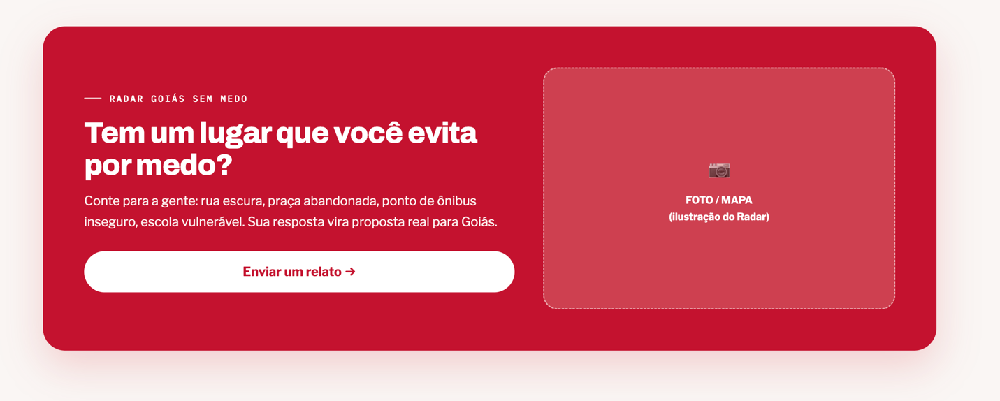 RADAR GOIÁS SEM MEDO
Tem um lugar que você evita
por medo?
Conte para a gente: rua escura, praça abandonada, ponto de ônibus
inseguro, escola vulnerável. Sua resposta vira proposta real para Goiás.
Enviar um relato →
FOTO / MAPA
(ilustração do Radar)